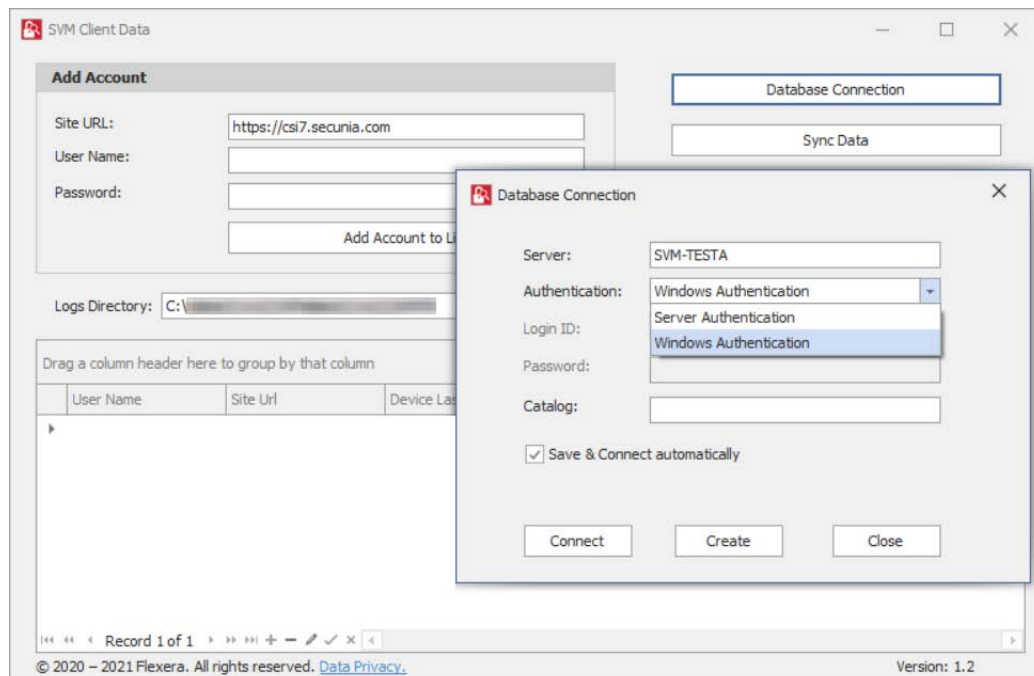 SVM Client Data
Add Account
Site URL: https://csi7.secunia.com
User Name:
Password:
Add Account to Li
Database Connection
Sync Data
Logs Directory: C:\
Drag a column header here to group by that column
User Name Site Url Device Las
Record 1 of 1
© 2020 – 2021 Flexera. All rights reserved. Data Privacy.
Version: 1.2
Database Connection
Server: SVM-TESTA
Authentication: Windows Authentication
Server Authentication
Windows Authentication
Login ID:
Password:
Catalog:
Save & Connect automatically
Connect Create Close